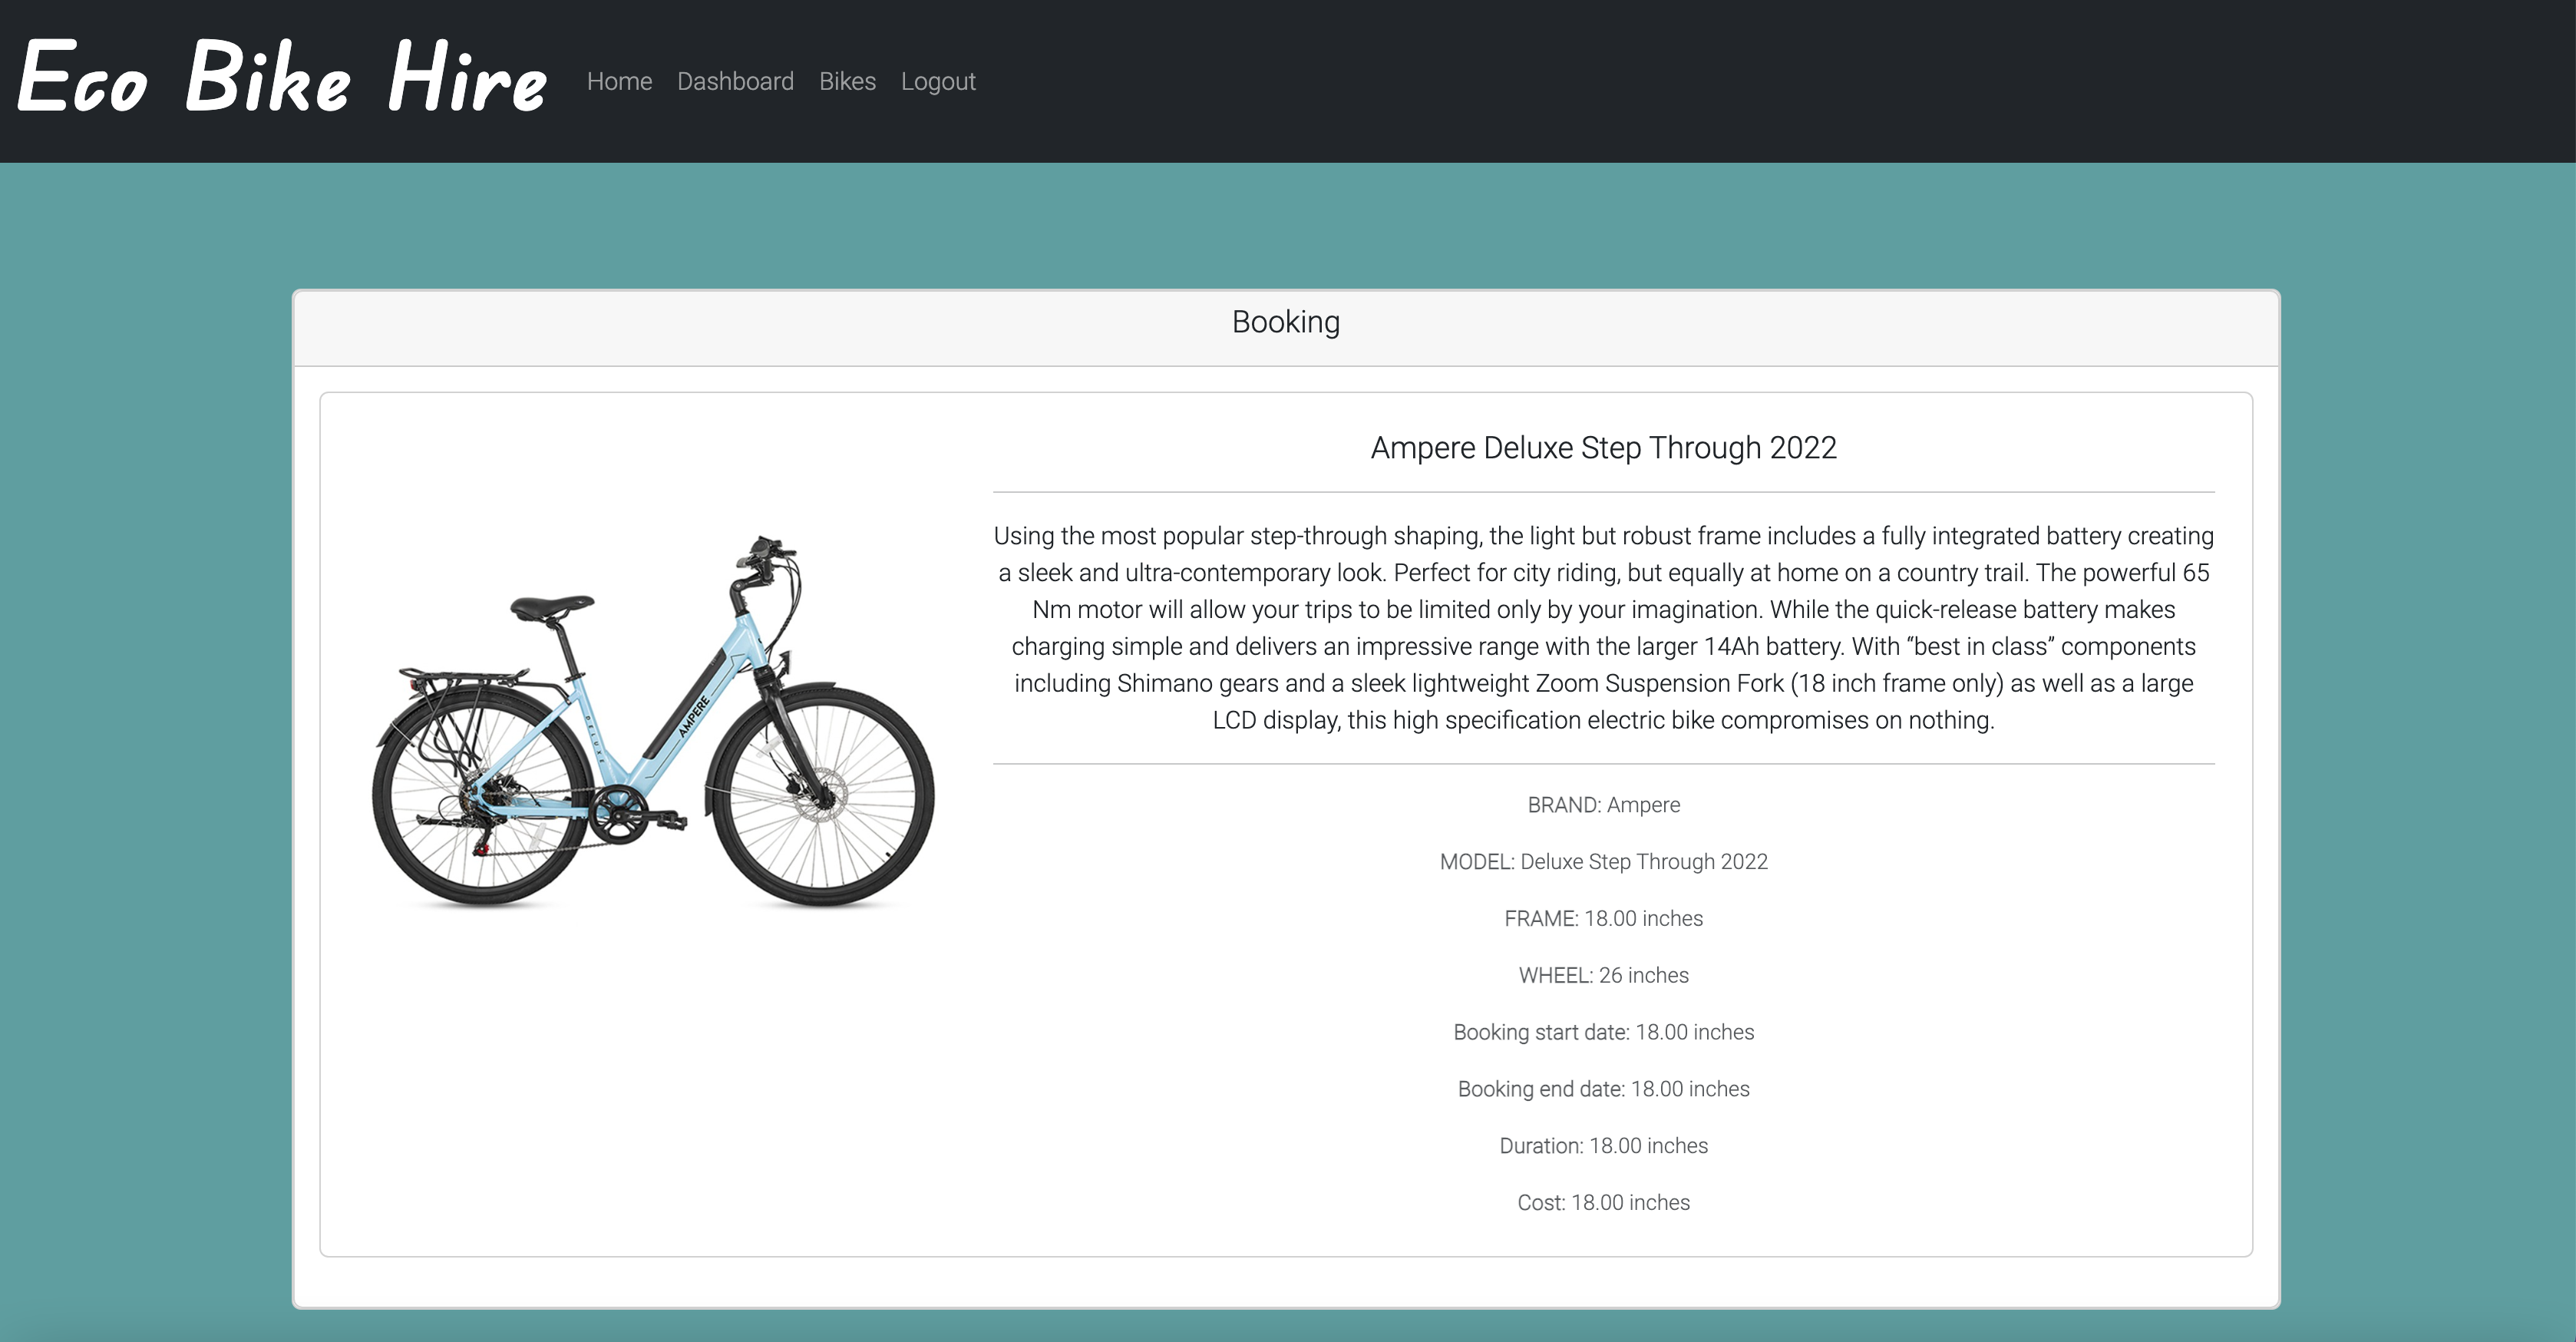 Eco Bike Hire
Home Dashboard Bikes Logout
Booking
Ampere Deluxe Step Through 2022
Using the most popular step-through shaping, the light but robust frame includes a fully integrated battery creating
a sleek and ultra-contemporary look. Perfect for city riding, but equally at home on a country trail. The powerful 65
Nm motor will allow your trips to be limited only by your imagination. While the quick-release battery makes
charging simple and delivers an impressive range with the larger 14Ah battery. With “best in class” components
including Shimano gears and a sleek lightweight Zoom Suspension Fork (18 inch frame only) as well as a large
LCD display, this high specification electric bike compromises on nothing.
AMPERE
DELUXE
BRAND: Ampere
MODEL: Deluxe Step Through 2022
FRAME: 18.00 inches
WHEEL: 26 inches
Booking start date: 18.00 inches
Booking end date: 18.00 inches
Duration: 18.00 inches
Cost: 18.00 inches